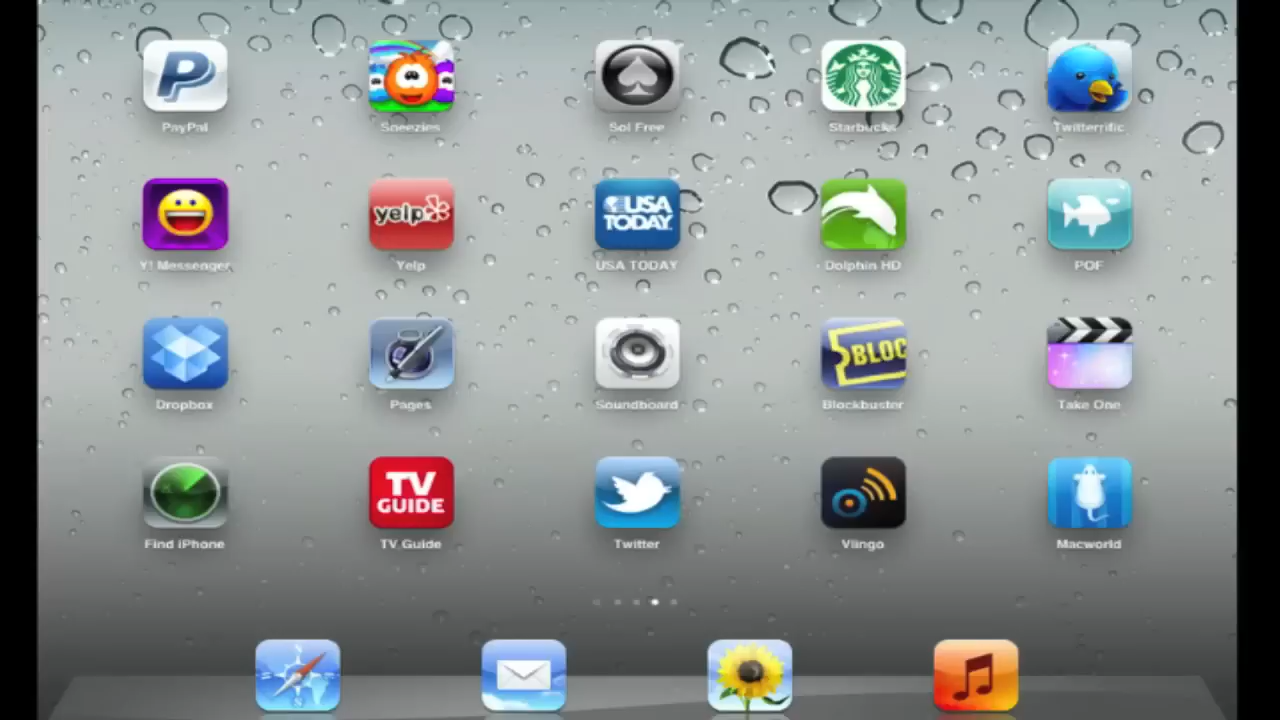 PayPal
Sneezies
Sol Free
Starbucks
Twitterrific
yelp
USA
TODAY
Y! Messenger
Yelp
USA TODAY
Dolphin HD
POF
BLOC
Dropbox
Pages
Soundboard
Blockbuster
Take One
TV
GUIDE
Find iPhone
TV Guide
Twitter
Vlingo
Macworld